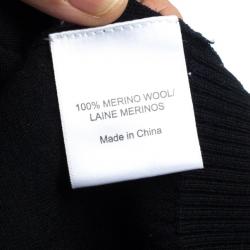 100% MERINO WOOL/
LAINE MERINOS
Made in China